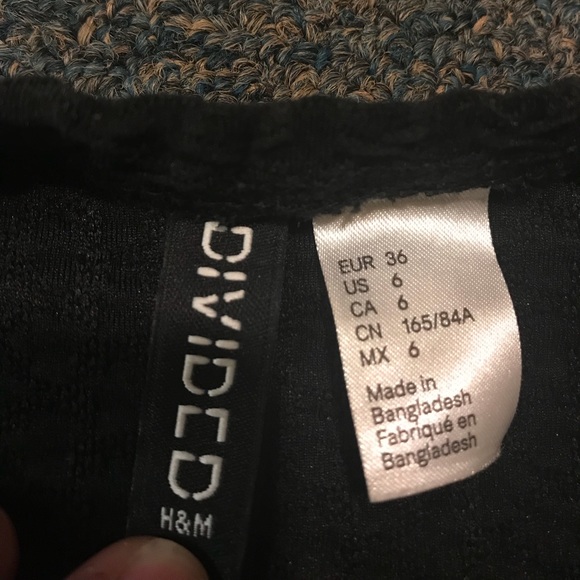 DIVIDED
H&M
EUR 36
US 6
CA 6
CN 165/84A
MX 6
Made in
Bangladesh
Fabriqué en
Bangladesh